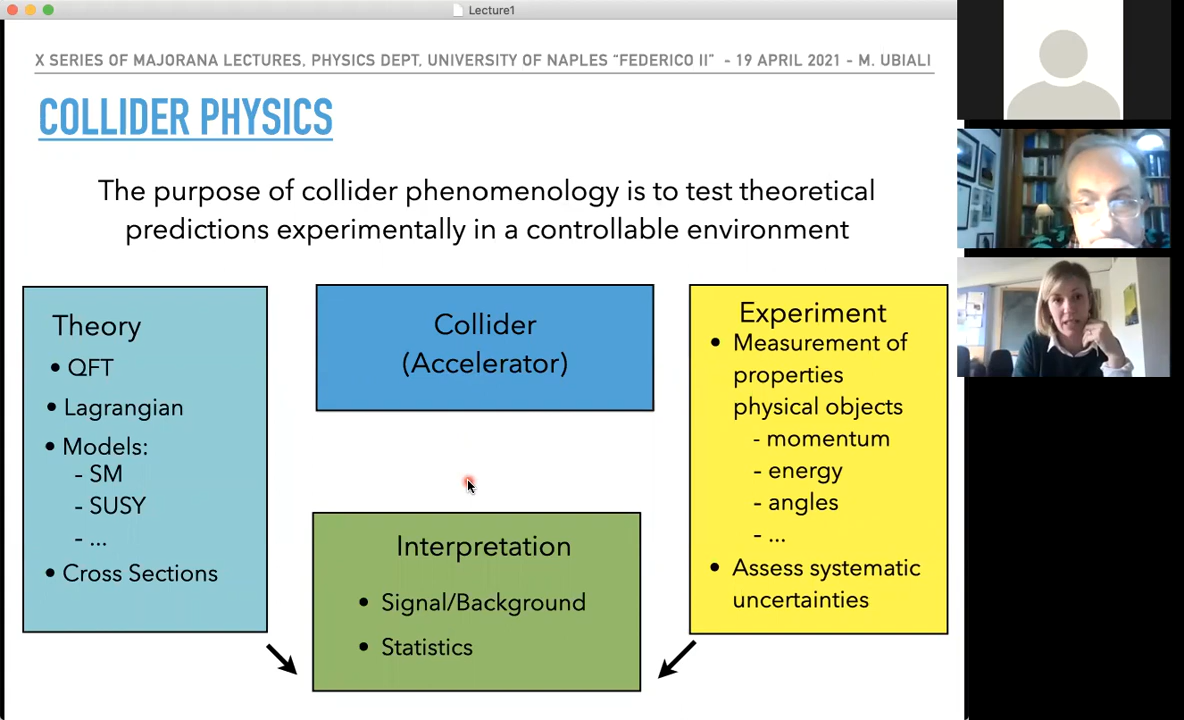 Lecture1
X SERIES OF MAJORANA LECTURES, PHYSICS DEPT, UNIVERSITY OF NAPLES “FEDERICO II” - 19 APRIL 2021 - M. UBIALI
COLLIDER PHYSICS
The purpose of collider phenomenology is to test theoretical
predictions experimentally in a controllable environment
Theory
• QFT
• Lagrangian
• Models:
- SM
- SUSY
- ...
• Cross Sections
Collider
(Accelerator)
Interpretation
• Signal/Background
• Statistics
Experiment
• Measurement of
properties
physical objects
- momentum
- energy
- angles
- ...
• Assess systematic
uncertainties